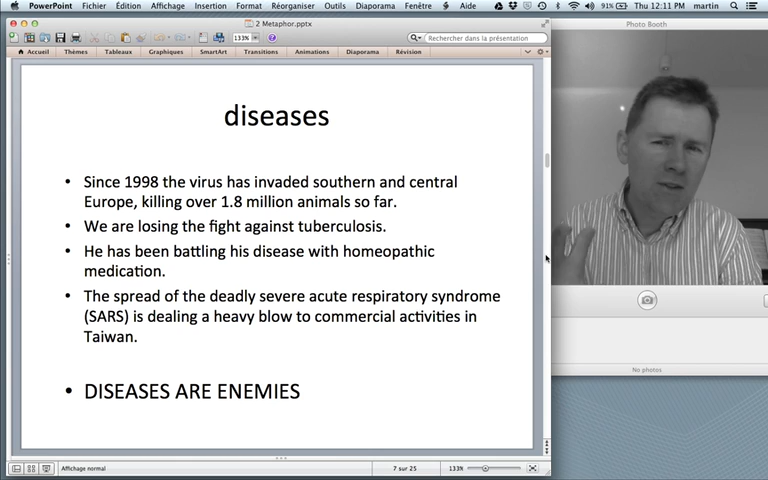 PowerPoint Fichier Édition Affichage Insertion Format Réorganiser Outils Diaporama Fenêtre Aide 91% Thu 12:11 PM martin
2 Metaphor.pptx
133% Rechercher dans la présentation
Accueil Thèmes Tableaux Graphiques SmartArt Transitions Animations Diaporama Révision
Photo Booth
diseases
• Since 1998 the virus has invaded southern and central
Europe, killing over 1.8 million animals so far.
• We are losing the fight against tuberculosis.
• He has been battling his disease with homeopathic
medication.
• The spread of the deadly severe acute respiratory syndrome
(SARS) is dealing a heavy blow to commercial activities in
Taiwan.
• DISEASES ARE ENEMIES
No photos
Affichage normal 7 sur 25 133%